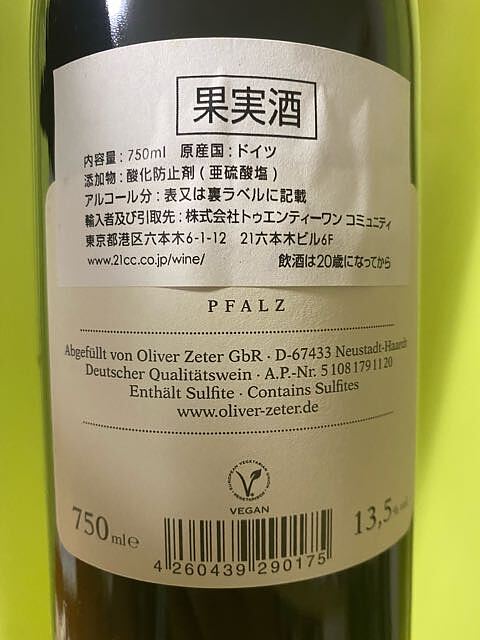 果実酒
内容量：750ml 原産国：ドイツ
添加物：酸化防止剤（亜硫酸塩）
アルコール分：表又は裏ラベルに記載
輸入者及び引取先：株式会社トゥエンティーワン コミュニティ
東京都港区六本木6-1-12 21六本木ビル6F
www.21cc.co.jp/wine/ 飲酒は20歳になってから
PFALZ
Abgefüllt von Oliver Zeter GbR · D-67433 Neustadt-Haardt
Deutscher Qualitätswein · A.P.-Nr. 5 108 179 11 20
Enthält Sulfite · Contains Sulfites
www.oliver-zeter.de
EUROPEAN VEGETARIAN UNION
VEGAN
750 ml e
13,5% vol
4 260439 290175